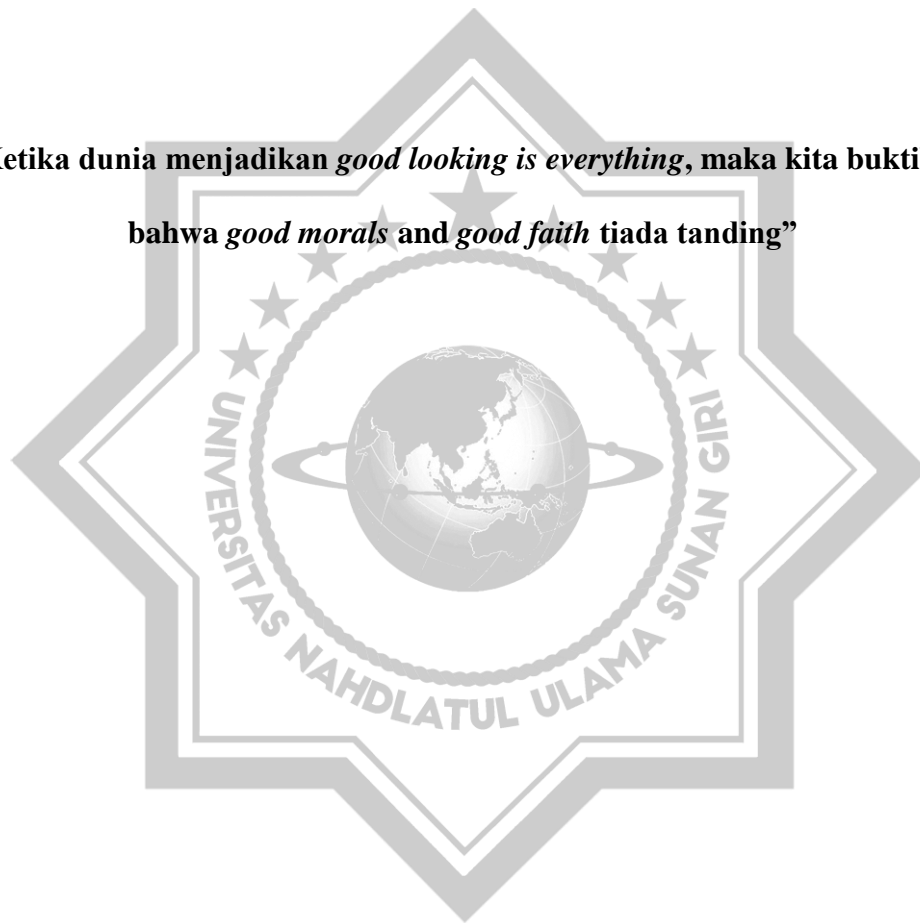 etika dunia menjadikan good looking is everything, maka kita bukti
bahwa good morals and good faith tiada tanding”
UNIVERSITAS NAHDLATUL ULAMA SUNAN GIRI